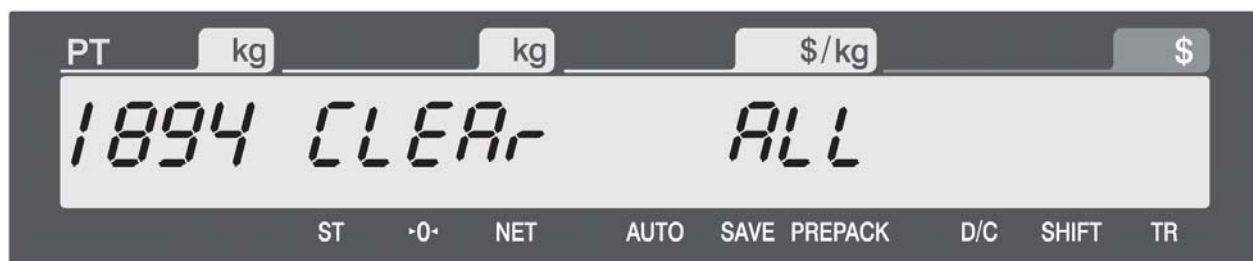 PT kg kg $/kg $
1894 CLEAr ALL
ST ▸0◂ NET AUTO SAVE PREPACK D/C SHIFT TR